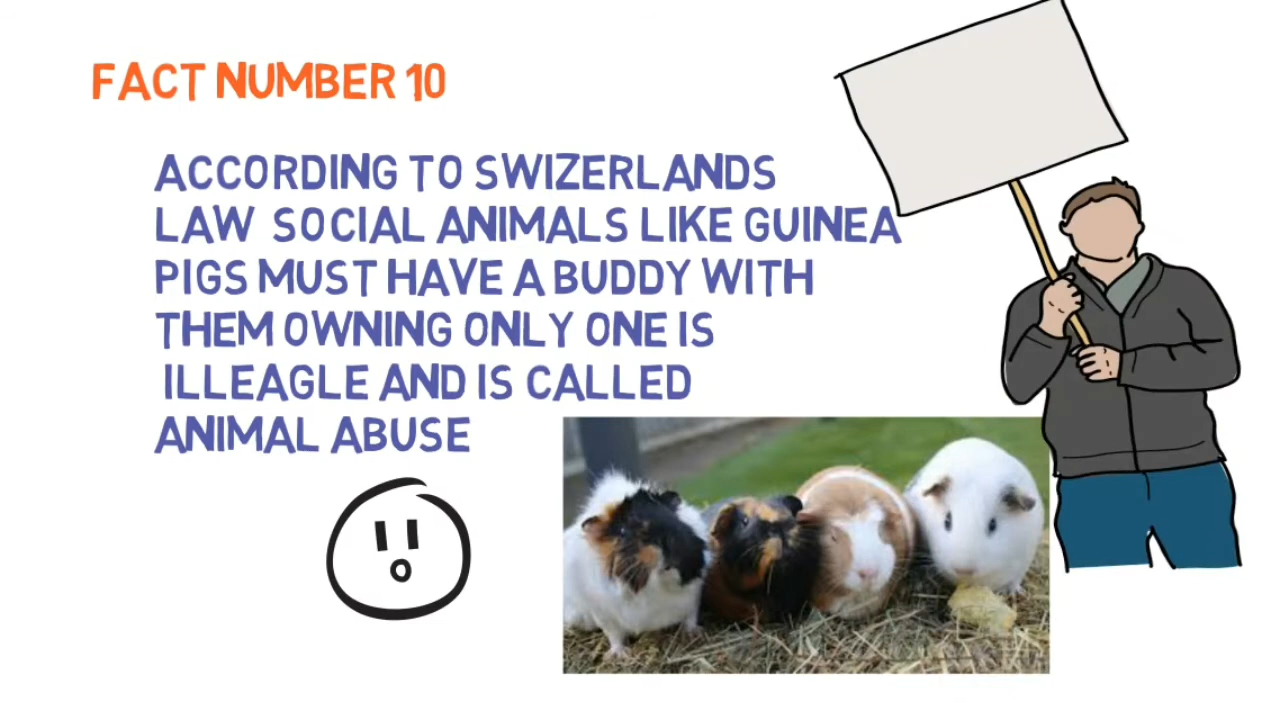 FACT NUMBER 10
ACCORDING TO SWIZERLANDS
LAW SOCIAL ANIMALS LIKE GUINEA
PIGS MUST HAVE A BUDDY WITH
THEM OWNING ONLY ONE IS
ILLEAGLE AND IS CALLED
ANIMAL ABUSE